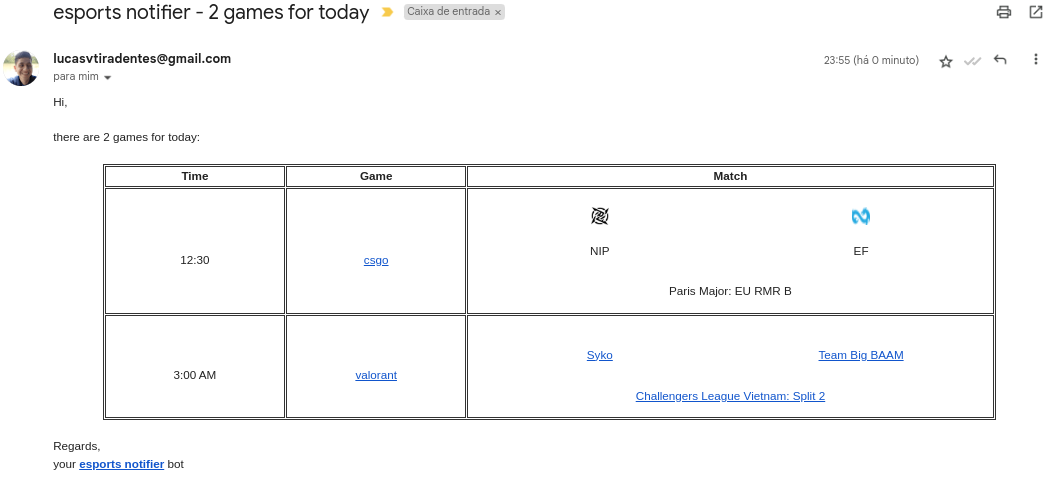 esports notifier - 2 games for today
Caixa de entrada ×
lucasvtiradentes@gmail.com
23:55 (há 0 minuto)
para mim
Hi,
there are 2 games for today:
Time Game Match
12:30 csgo NIP EF
Paris Major: EU RMR B
3:00 AM valorant Syko Team Big BAAM
Challengers League Vietnam: Split 2
Regards,
your esports notifier bot